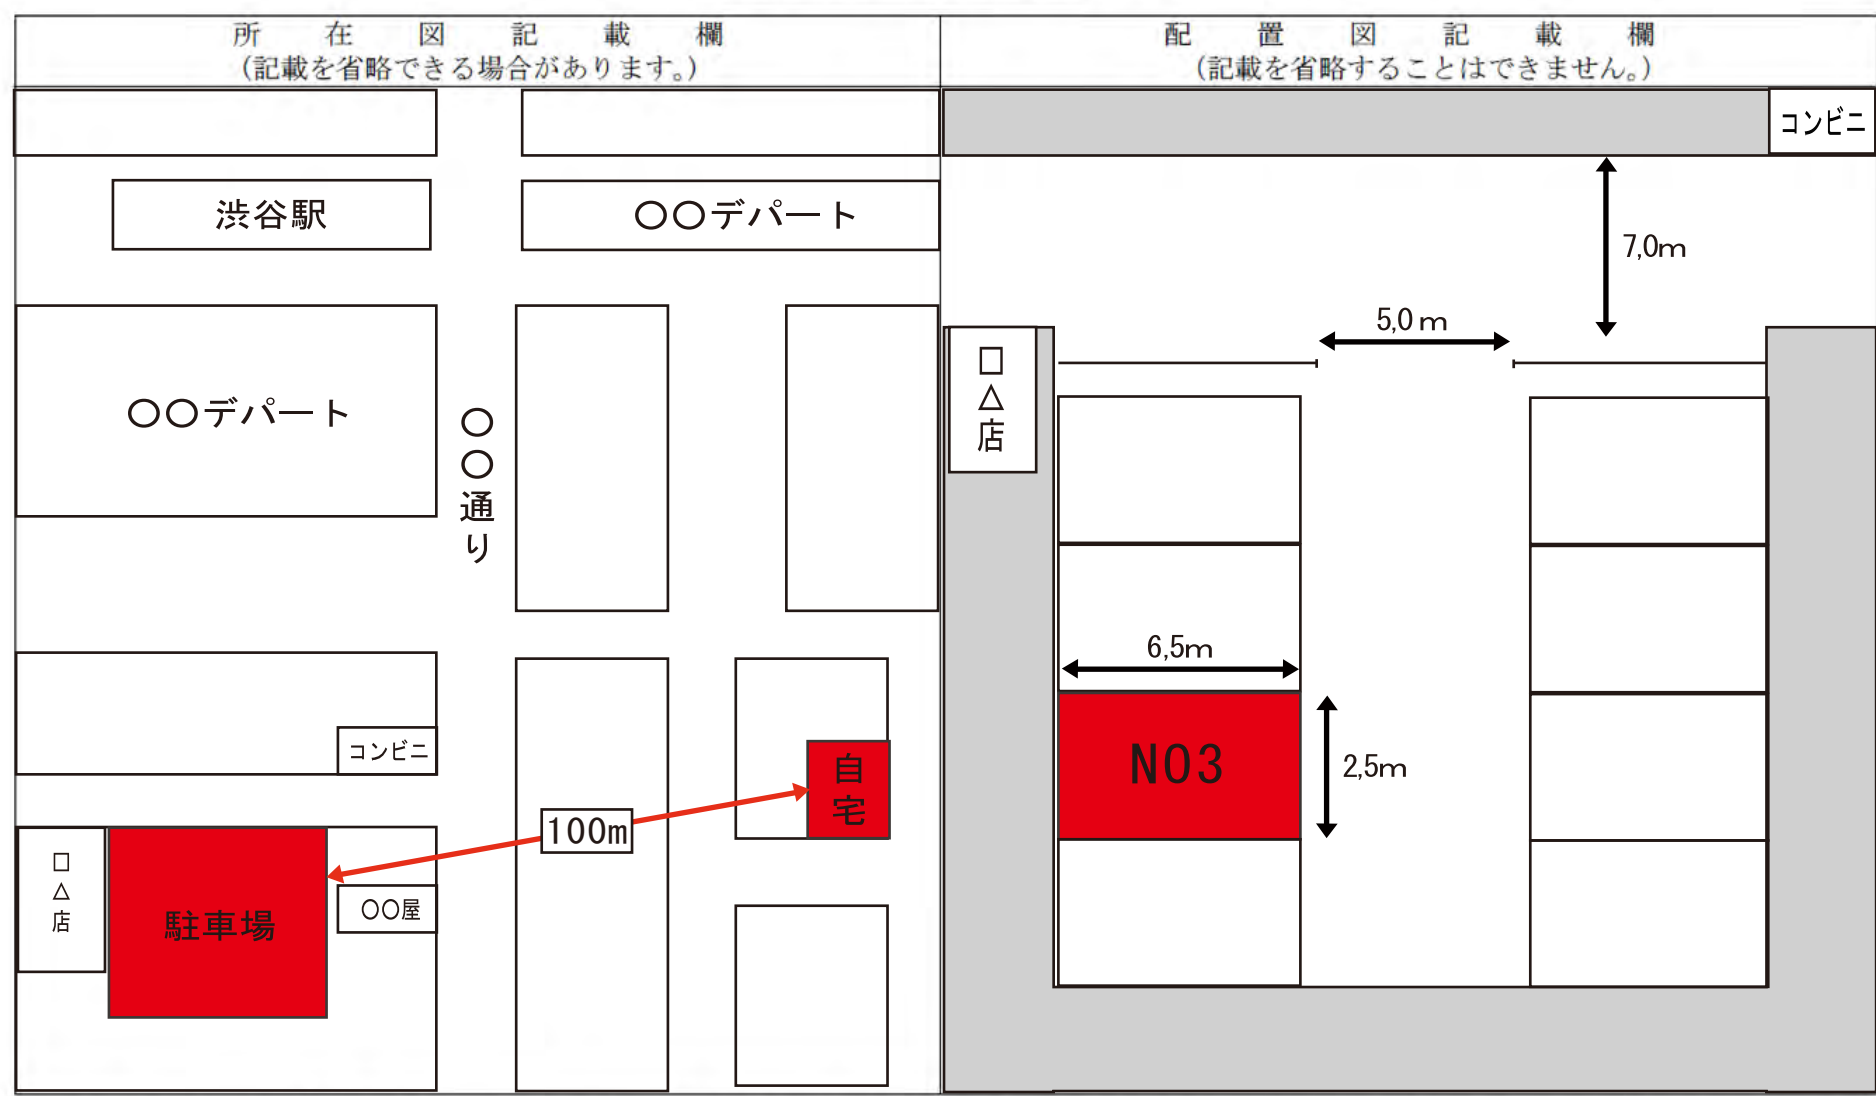 所在図記載欄
(記載を省略できる場合があります。)
渋谷駅
〇〇デパート
〇〇デパート
〇〇通り
コンビニ
自宅
100m
□△店
駐車場
〇〇屋
配置図記載欄
(記載を省略することはできません。)
コンビニ
7,0m
5,0m
□△店
6,5m
NO3
2,5m